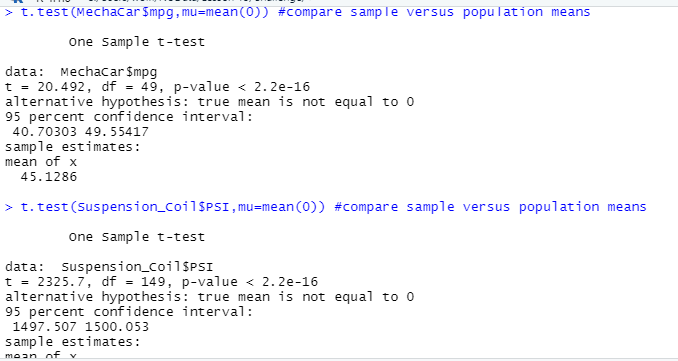 > t.test(MechaCar$mpg,mu=mean(0)) #compare sample versus population means
One Sample t-test
data:  MechaCar$mpg
t = 20.492, df = 49, p-value < 2.2e-16
alternative hypothesis: true mean is not equal to 0
95 percent confidence interval:
40.70303 49.55417
sample estimates:
mean of x
45.1286
> t.test(Suspension_Coil$PSI,mu=mean(0)) #compare sample versus population means
One Sample t-test
data:  Suspension_Coil$PSI
t = 2325.7, df = 149, p-value < 2.2e-16
alternative hypothesis: true mean is not equal to 0
95 percent confidence interval:
1497.507 1500.053
sample estimates:
mean of x